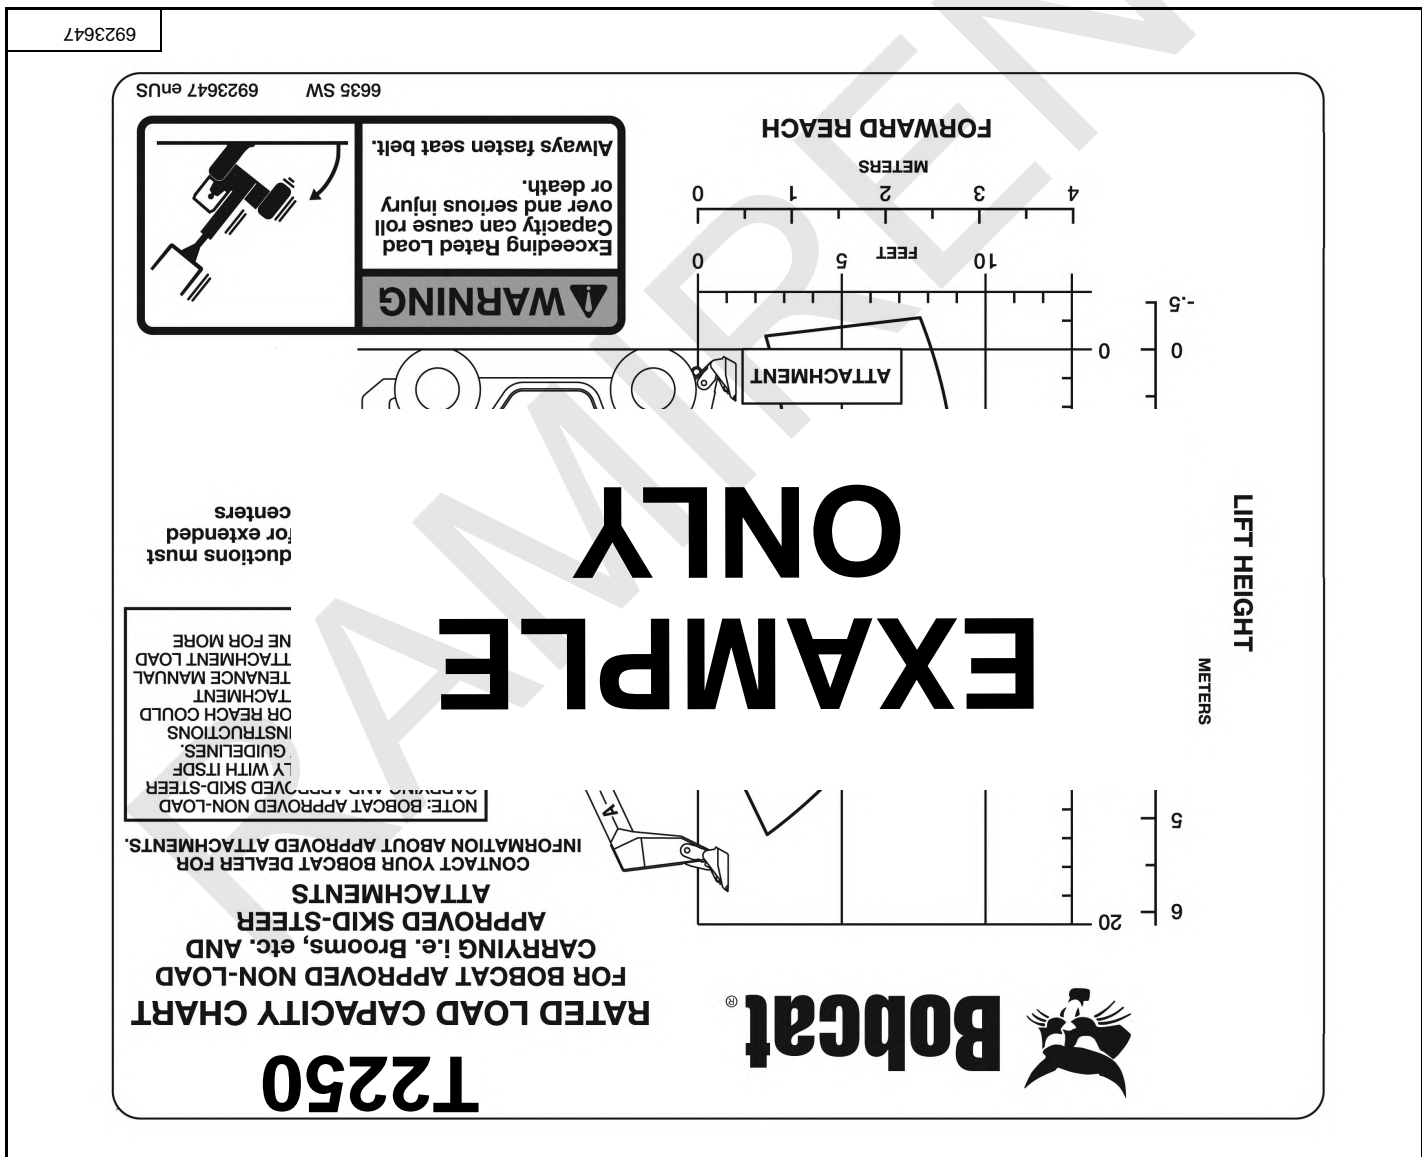 Bobcat®
T2250
RATED LOAD CAPACITY CHART
FOR BOBCAT APPROVED NON-LOAD
CARRYING i.e. Brooms, etc. AND
APPROVED SKID-STEER
ATTACHMENTS
CONTACT YOUR BOBCAT DEALER FOR
INFORMATION ABOUT APPROVED ATTACHMENTS.
NOTE: BOBCAT APPROVED NON-LOAD
CARRYING AND APPROVED SKID-STEER
LY WITH ITSDF
GUIDELINES.
INSTRUCTIONS
OR REACH COULD
TTACHMENT
TENANCE MANUAL
TTACHMENT LOAD
NE FOR MORE
ductions must
for extended
centers
LIFT HEIGHT
METERS
6
20
5
A
EXAMPLE
ONLY
0
0
-.5
ATTACHMENT
10 5 0
FEET
4 3 2 1 0
METERS
FORWARD REACH
WARNING
Exceeding Rated Load
Capacity can cause roll
over and serious injury
or death.
Always fasten seat belt.
6635 SW 6923647 enUS
6923647
RAMIREN